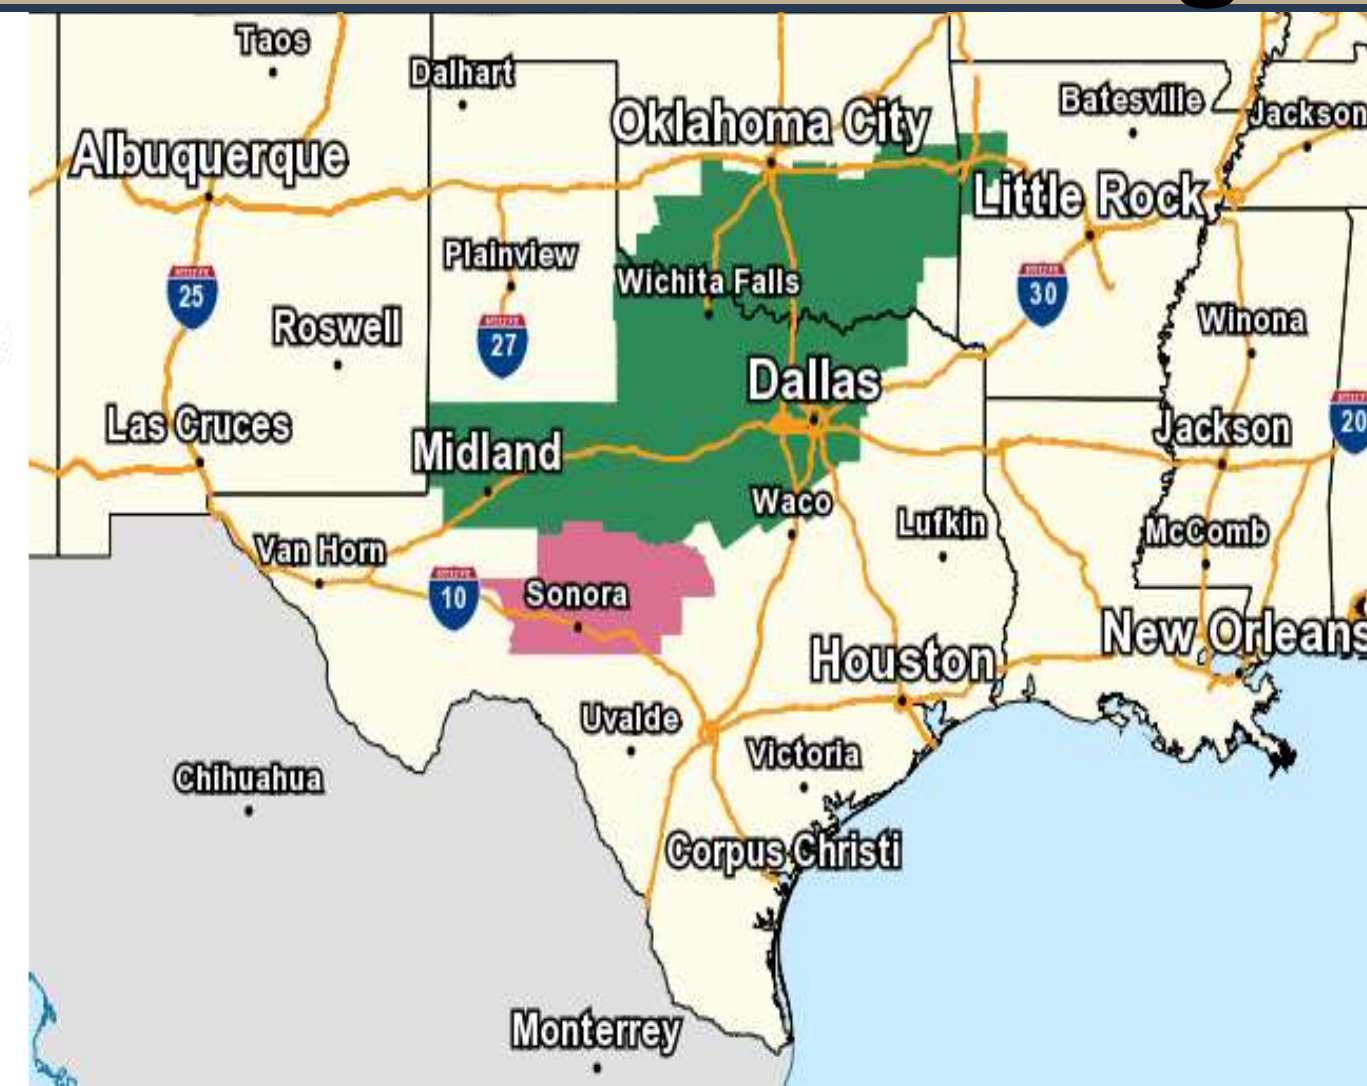 Taos
Dalhart
Batesville
Jackson
Oklahoma City
Albuquerque
Little Rock
Plainview
Wichita Falls
25
30
Roswell
27
Winona
Dallas
Las Cruces
Midland
Jackson
20
Waco
Lufkin
McComb
Van Horn
10
Sonora
New Orleans
Houston
Uvalde
Victoria
Chihuahua
Corpus Christi
Monterrey